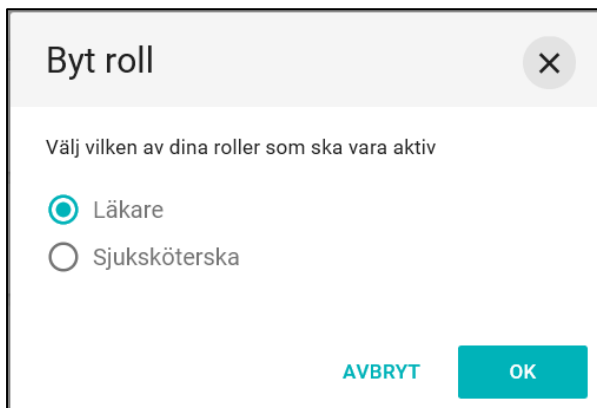 Byt roll
Välj vilken av dina roller som ska vara aktiv
Läkare
Sjuksköterska
AVBRYT
OK